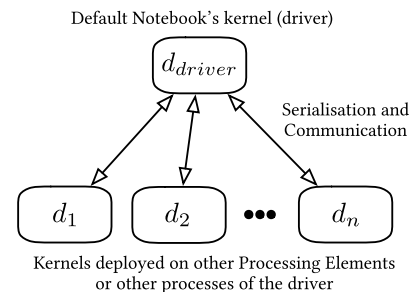 Default Notebook's kernel (driver)
d_driver
Serialisation and
Communication
d_1 d_2 ••• d_n
Kernels deployed on other Processing Elements
or other processes of the driver